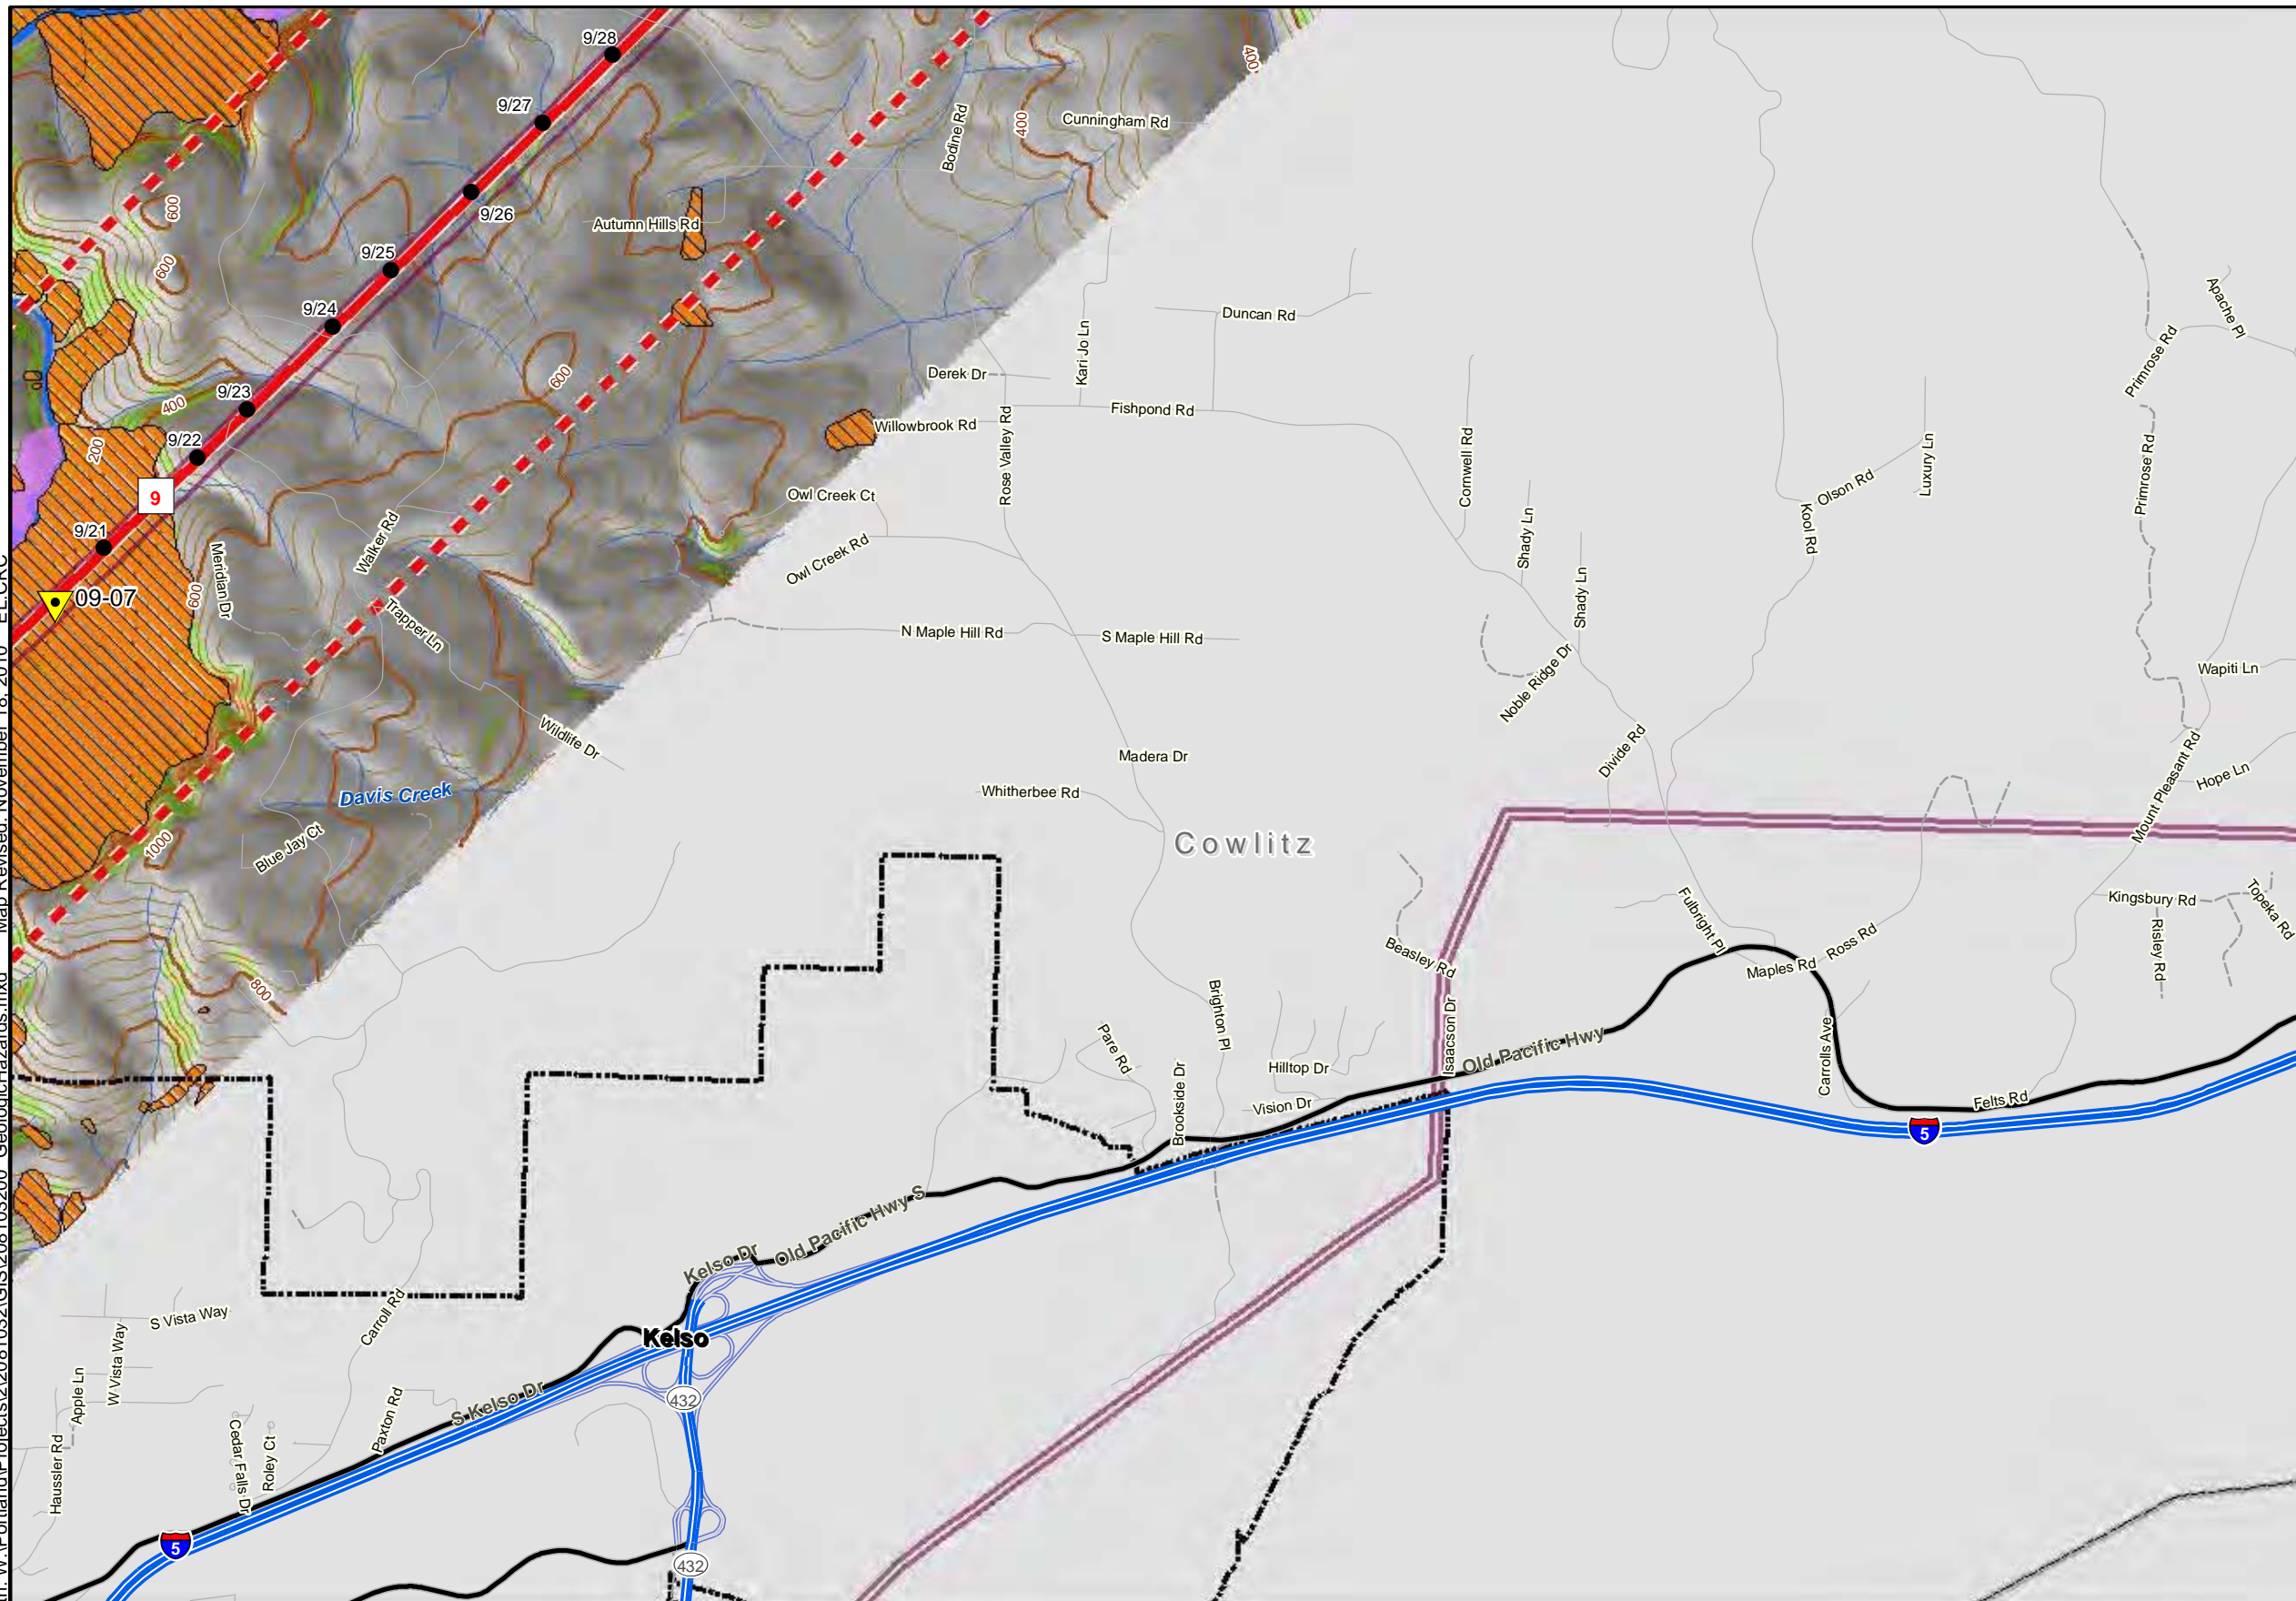 9/28
400
9/27
Bodine Rd
400
Cunningham Rd
600
9/26
Autumn Hills Rd
9/25
600
Apache Pl
9/24
Duncan Rd
Kari Jo Ln
Primrose Rd
600
Derek Dr
9/23
400
Fishpond Rd
Willowbrook Rd
Rose Valley Rd
9/22
200
Cornwell Rd
Luxury Ln
Primrose Rd
9
Owl Creek Ct
Olson Rd
9/21
Kool Rd
Walker Rd
Shady Ln
Owl Creek Rd
Meridian Dr
600
09-07
Shady Ln
Trapper Ln
N Maple Hill Rd
S Maple Hill Rd
Noble Ridge Dr
Wapiti Ln
Wildlife Dr
Madera Dr
Divide Rd
Mount Pleasant Rd
Hope Ln
Davis Creek
Whitherbee Rd
Cowlitz
1000
Blue Jay Ct
Kingsbury Rd
Topeka Rd
Fulbright Pl
Ross Rd
Risley Rd
Beasley Rd
Maples Rd
800
Brighton Pl
Isaacson Dr
Pare Rd
Old Pacific Hwy
Carrolls Ave
Hilltop Dr
Brookside Dr
Vision Dr
Felts Rd
5
Old Pacific Hwy S
Kelso Dr
S Vista Way
Carroll Rd
Kelso
W Vista Way
Apple Ln
S Kelso Dr
432
Paxton Rd
Haussler Rd
Cedar Falls Dr
Roley Ct
5
432
Map Revised: November 18, 2010